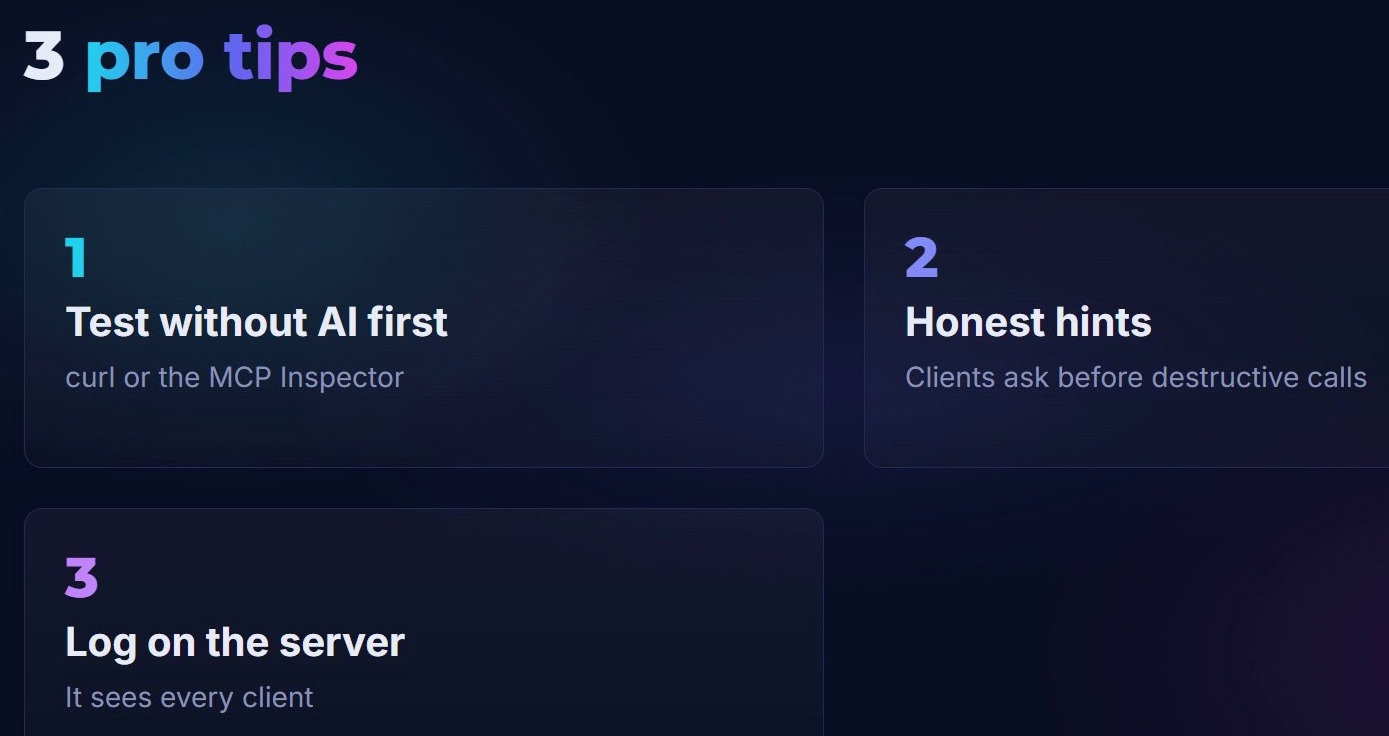 3 pro tips
1
Test without AI first
curl or the MCP Inspector
2
Honest hints
Clients ask before destructive calls
3
Log on the server
It sees every client